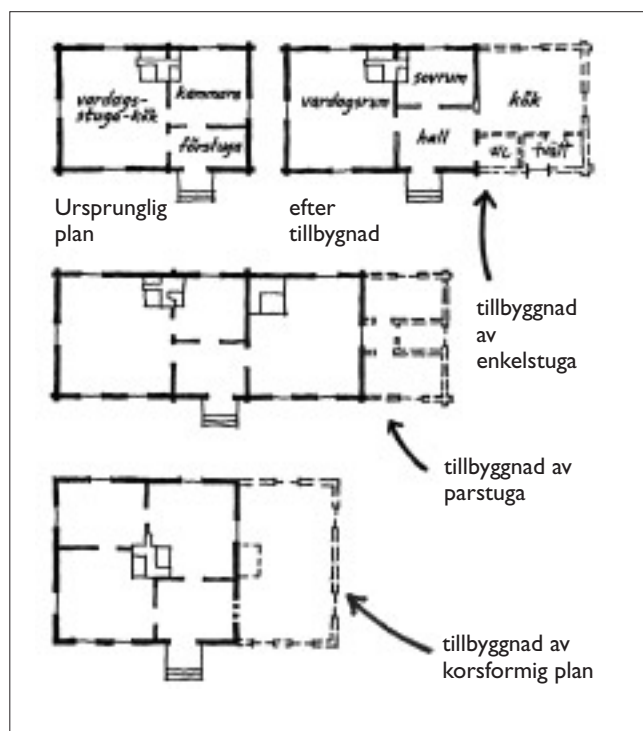 vardags-
stuga-kök
kammare
förstuga
vardagsrum
sovrum
hall
kök
wc
tvätt
Ursprunglig
plan
efter
tillbygnad
tillbyggnad
av
enkelstuga
tillbyggnad av
parstuga
tillbyggnad av
korsformig plan